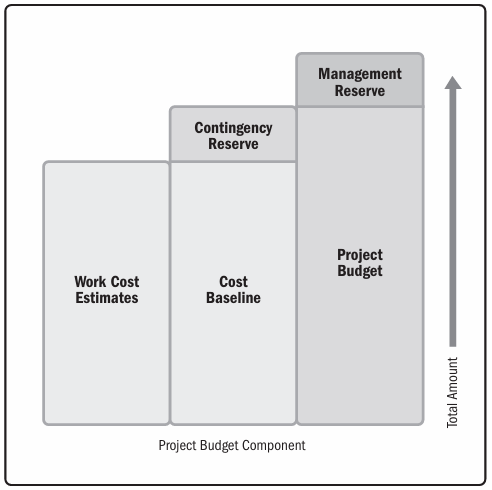 Management
Reserve
Contingency
Reserve
Project
Budget
Work Cost
Estimates
Cost
Baseline
Total Amount
Project Budget Component